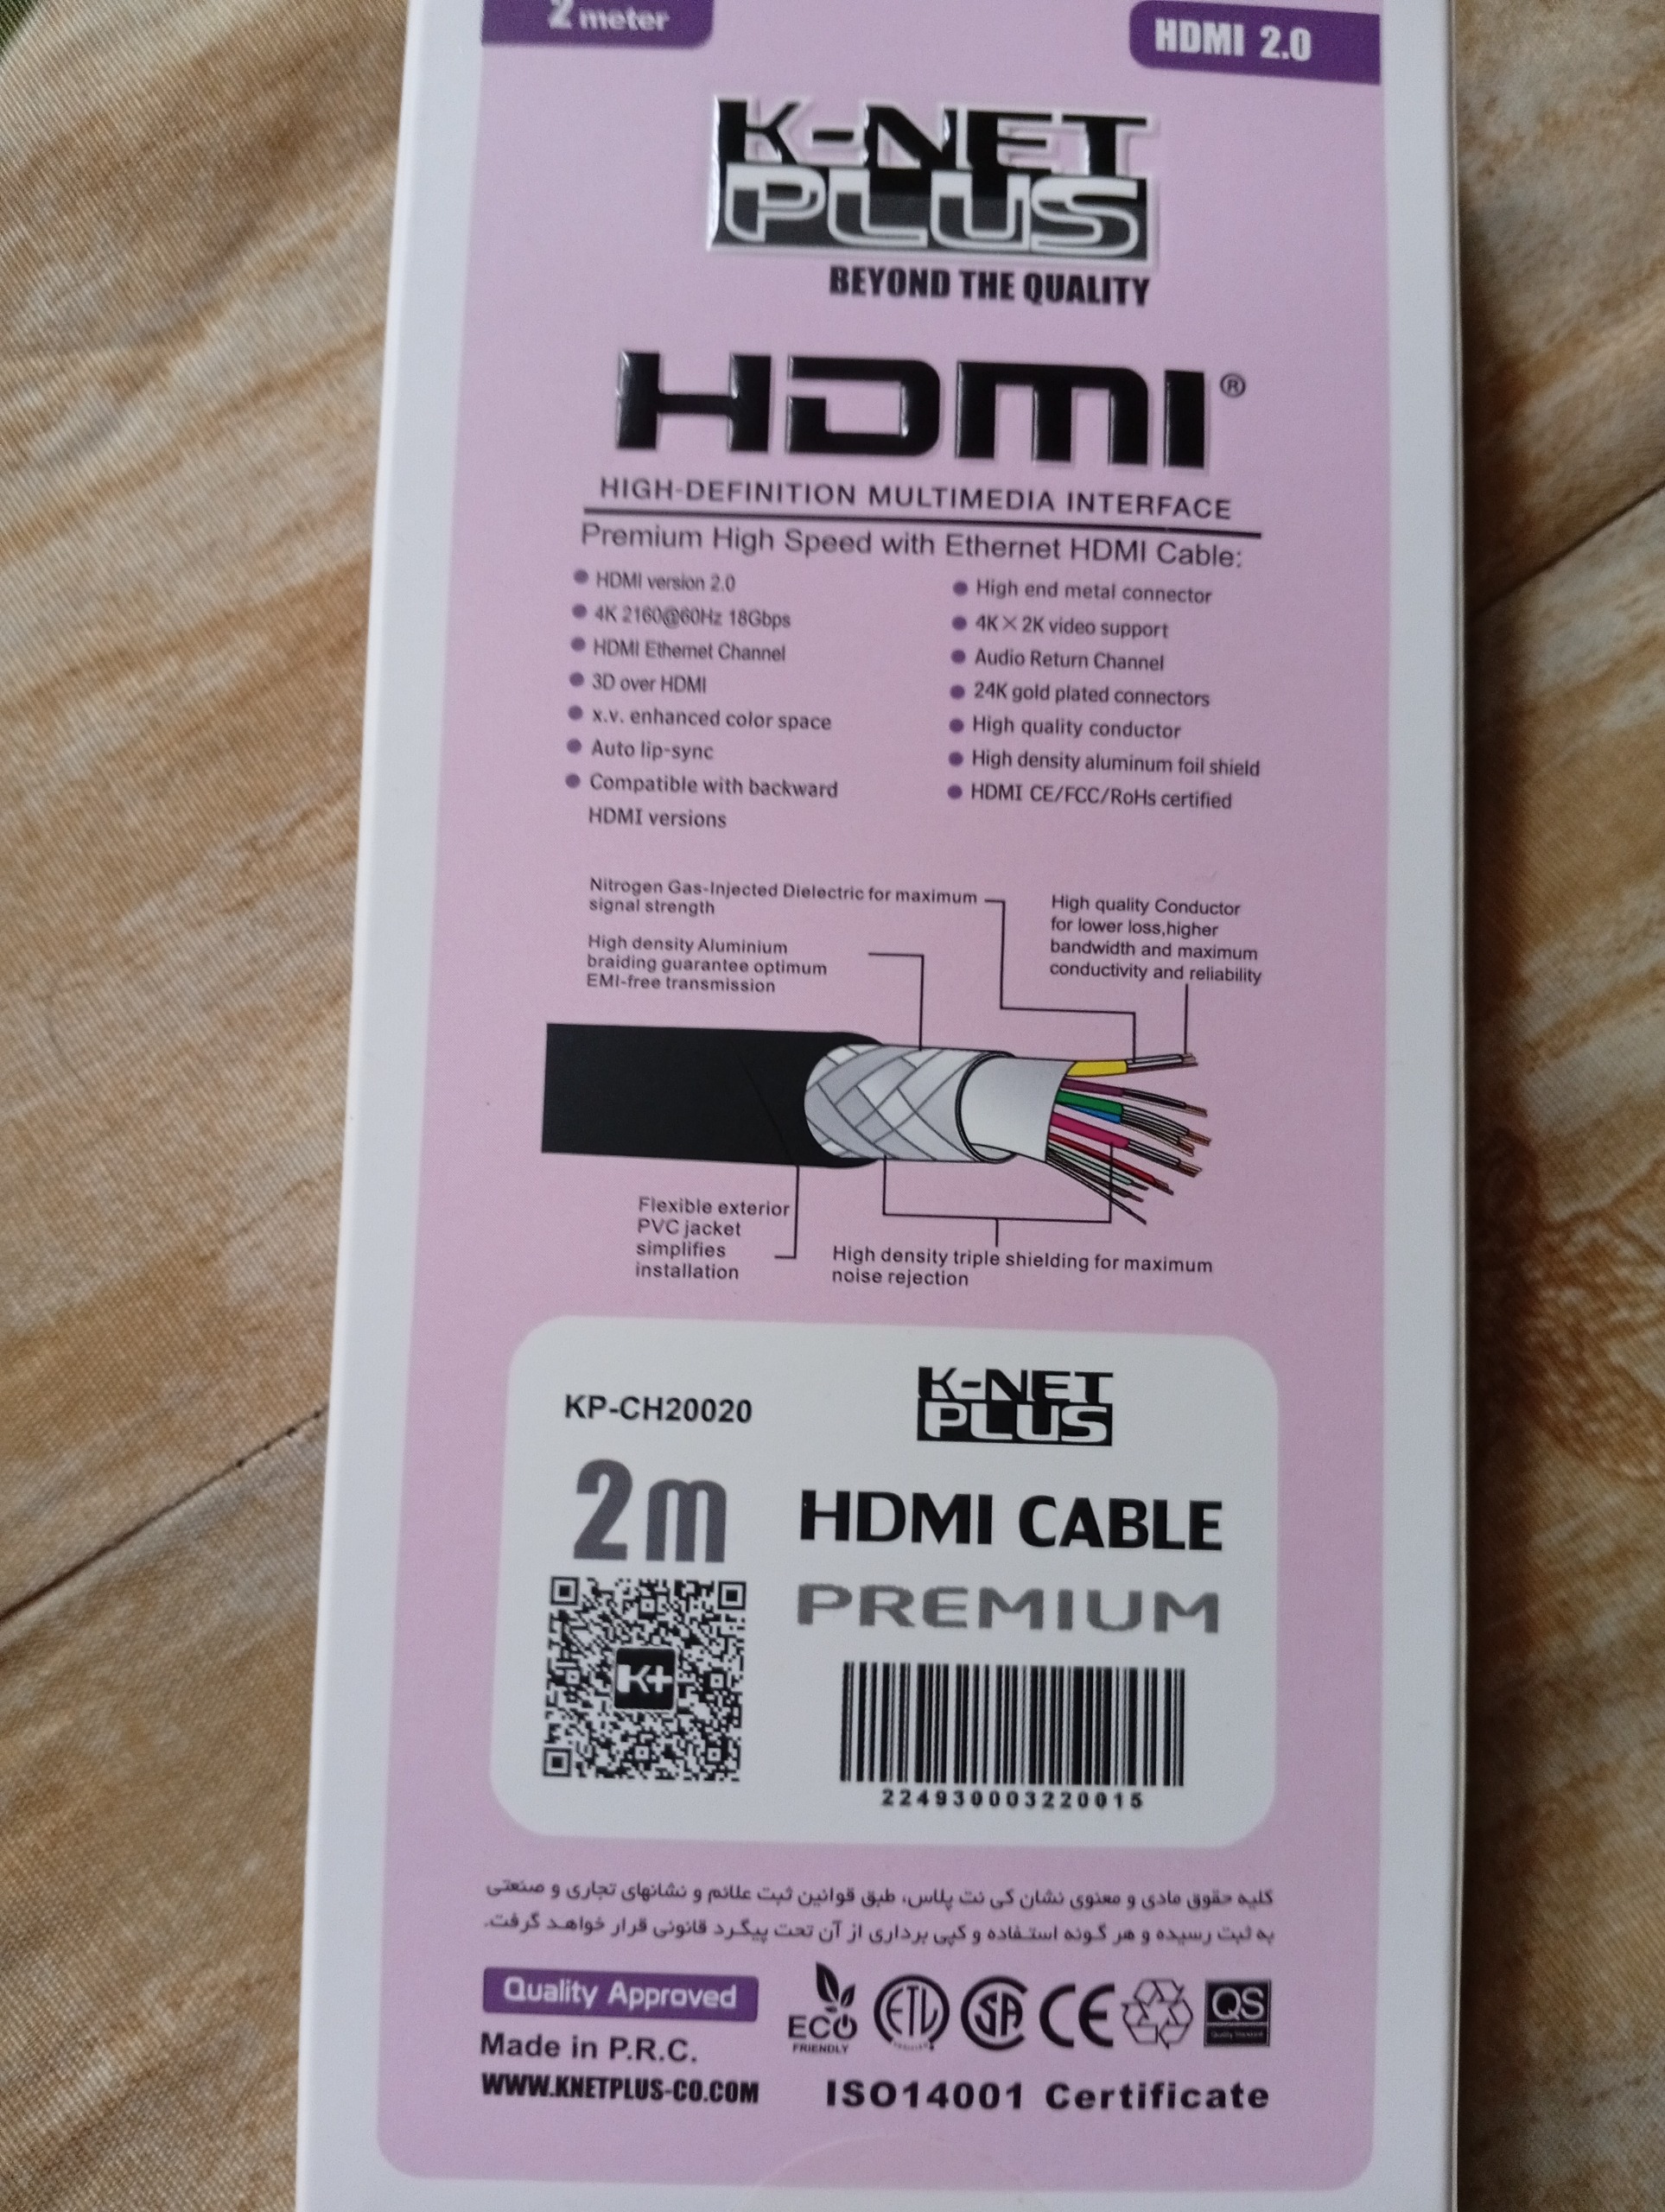 2 meter
HDMI 2.0
K-NET
PLUS
BEYOND THE QUALITY
HDMI®
HIGH-DEFINITION MULTIMEDIA INTERFACE
Premium High Speed with Ethernet HDMI Cable:
HDMI version 2.0
4K 2160@60Hz 18Gbps
HDMI Ethernet Channel
3D over HDMI
x.v. enhanced color space
Auto lip-sync
Compatible with backward
HDMI versions
High end metal connector
4K×2K video support
Audio Return Channel
24K gold plated connectors
High quality conductor
High density aluminum foil shield
HDMI CE/FCC/RoHs certified
Nitrogen Gas-Injected Dielectric for maximum
signal strength
High density Aluminium
braiding guarantee optimum
EMI-free transmission
High quality Conductor
for lower loss,higher
bandwidth and maximum
conductivity and reliability
Flexible exterior
PVC jacket
simplifies
installation
High density triple shielding for maximum
noise rejection
KP-CH20020
2m
K-NET
PLUS
HDMI CABLE
PREMIUM
K+
224930003220015
کلیه حقوق مادی و معنوی نشان کی نت پلاس، طبق قوانین ثبت علائم و نشانهای تجاری و صنعتی
به ثبت رسیده و هر گونه استفاده و کپی برداری از آن تحت پیگرد قانونی قرار خواهد گرفت.
Quality Approved
Made in P.R.C.
WWW.KNETPLUS-CO.COM
ECO
FRIENDLY
ETL
SA
CE
QS
ISO14001 Certificate